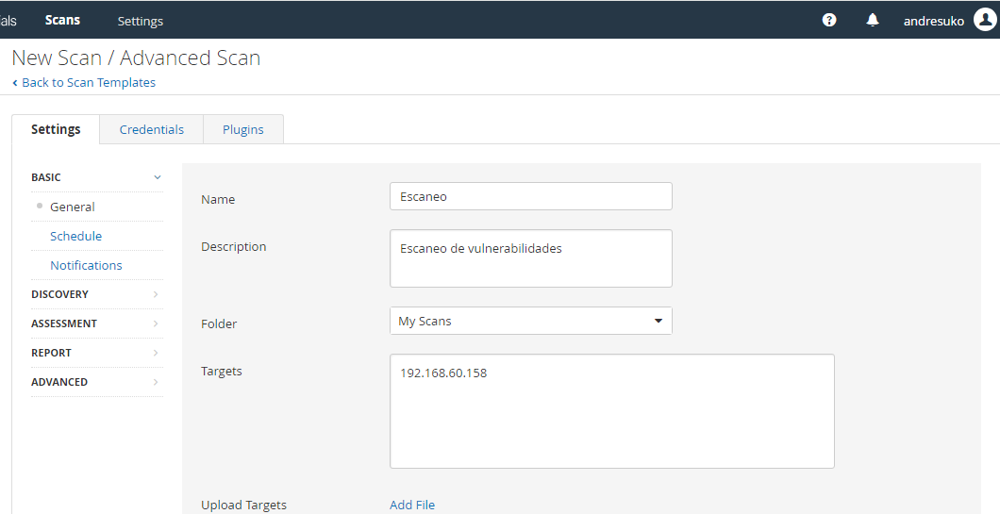 als Scans Settings ? andresuko
New Scan / Advanced Scan
‹ Back to Scan Templates
Settings Credentials Plugins
BASIC
General
Schedule
Notifications
DISCOVERY
ASSESSMENT
REPORT
ADVANCED
Name Escaneo
Description Escaneo de vulnerabilidades
Folder My Scans
Targets 192.168.60.158
Upload Targets Add File